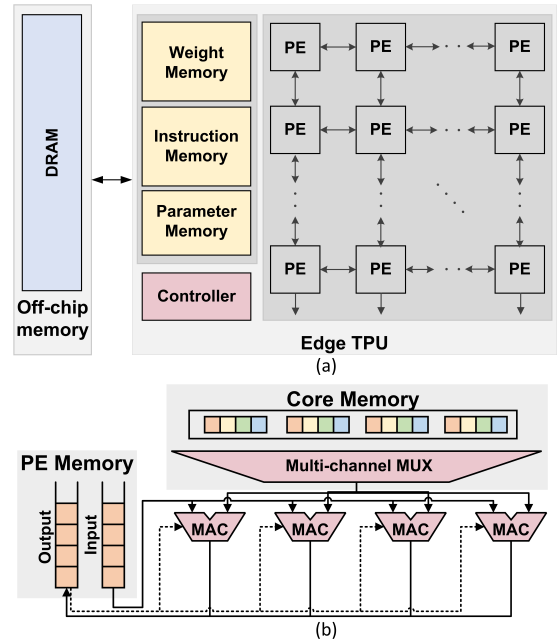 DRAM
Off-chip
memory
Weight
Memory
Instruction
Memory
Parameter
Memory
Controller
PE PE PE
PE PE PE
PE PE PE
Edge TPU
(a)
Core Memory
Multi-channel MUX
PE Memory
Output
Input
MAC MAC MAC MAC
(b)